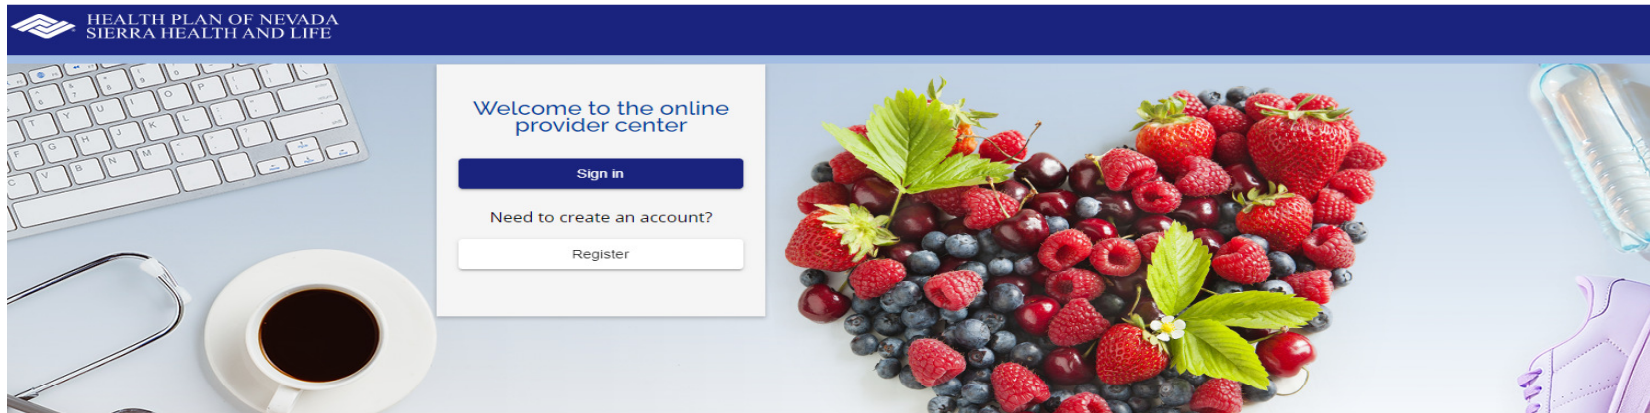 HEALTH PLAN OF NEVADA
SIERRA HEALTH AND LIFE
Welcome to the online
provider center
Sign in
Need to create an account?
Register